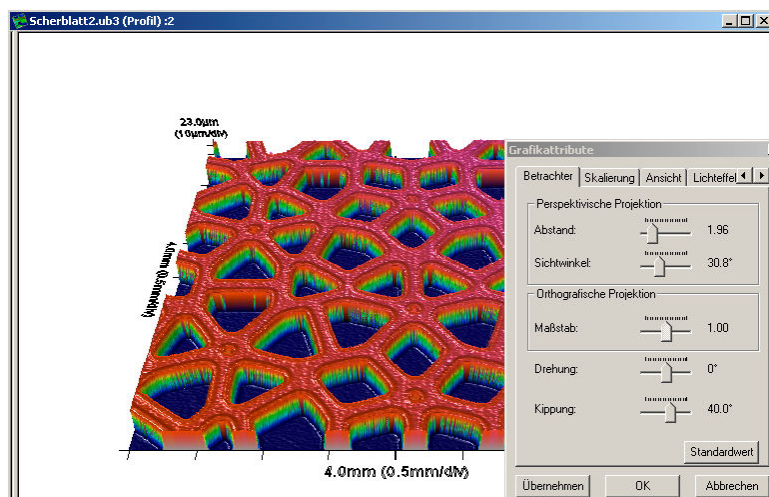 Scherblatt2.ub3 (Profil) :2
23.0µm
(10µm/div)
4.0mm (0.5mm/div)
4.0mm (0.5mm/div)
Grafikattribute
Betrachter Skalierung Ansicht Lichteffel
Perspektivische Projektion
Abstand: 1.96
Sichtwinkel: 30.8°
Orthografische Projektion
Maßstab: 1.00
Drehung: 0°
Kippung: 40.0°
Standardwert
Übernehmen OK Abbrechen